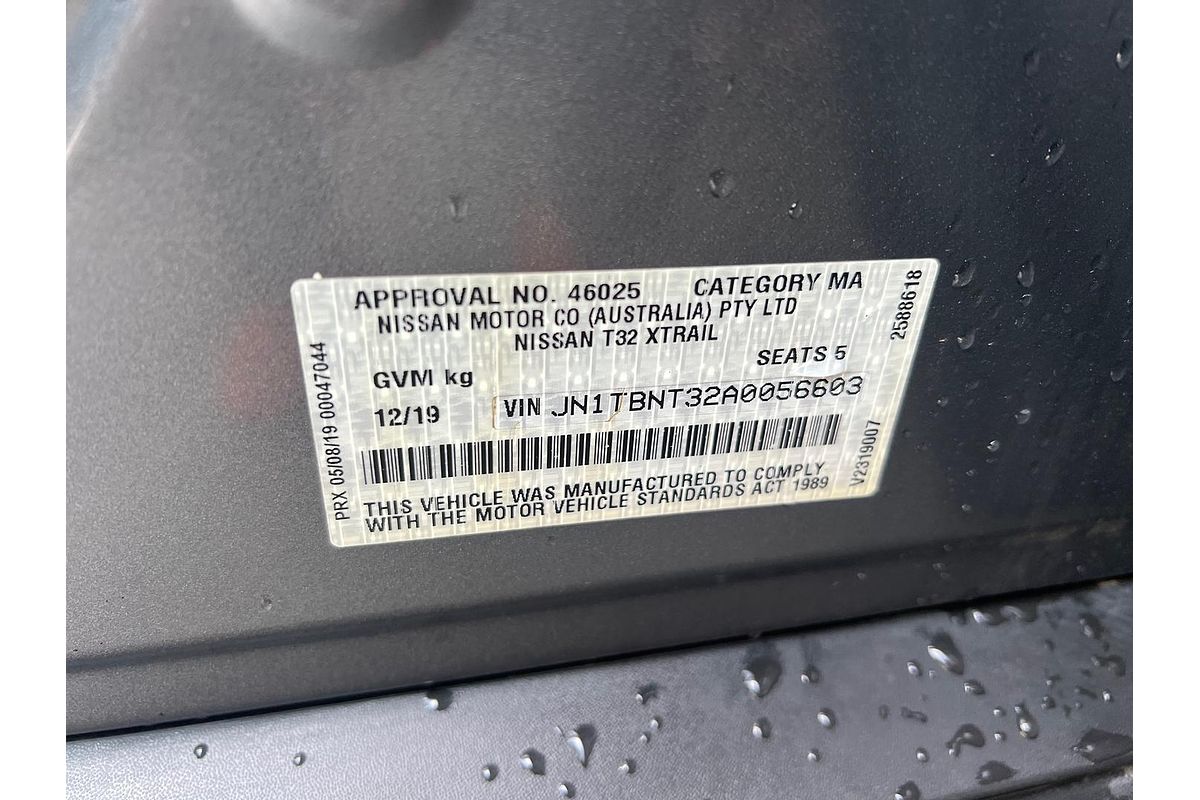 APPROVAL NO. 46025 CATEGORY MA
NISSAN MOTOR CO (AUSTRALIA) PTY LTD
NISSAN T32 XTRAIL
SEATS 5
GVM kg
12/19 VIN JN1TBNT32A0056603
THIS VEHICLE WAS MANUFACTURED TO COMPLY
WITH THE MOTOR VEHICLE STANDARDS ACT 1989
PRX 05/08/19 00047044
V2319007 2588618